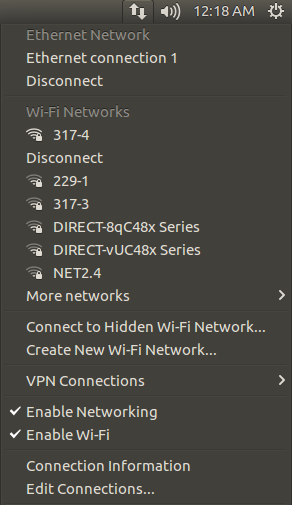 12:18 AM
Ethernet Network
Ethernet connection 1
Disconnect
Wi-Fi Networks
317-4
Disconnect
229-1
317-3
DIRECT-8qC48x Series
DIRECT-vUC48x Series
NET2.4
More networks
Connect to Hidden Wi-Fi Network...
Create New Wi-Fi Network...
VPN Connections
Enable Networking
Enable Wi-Fi
Connection Information
Edit Connections...